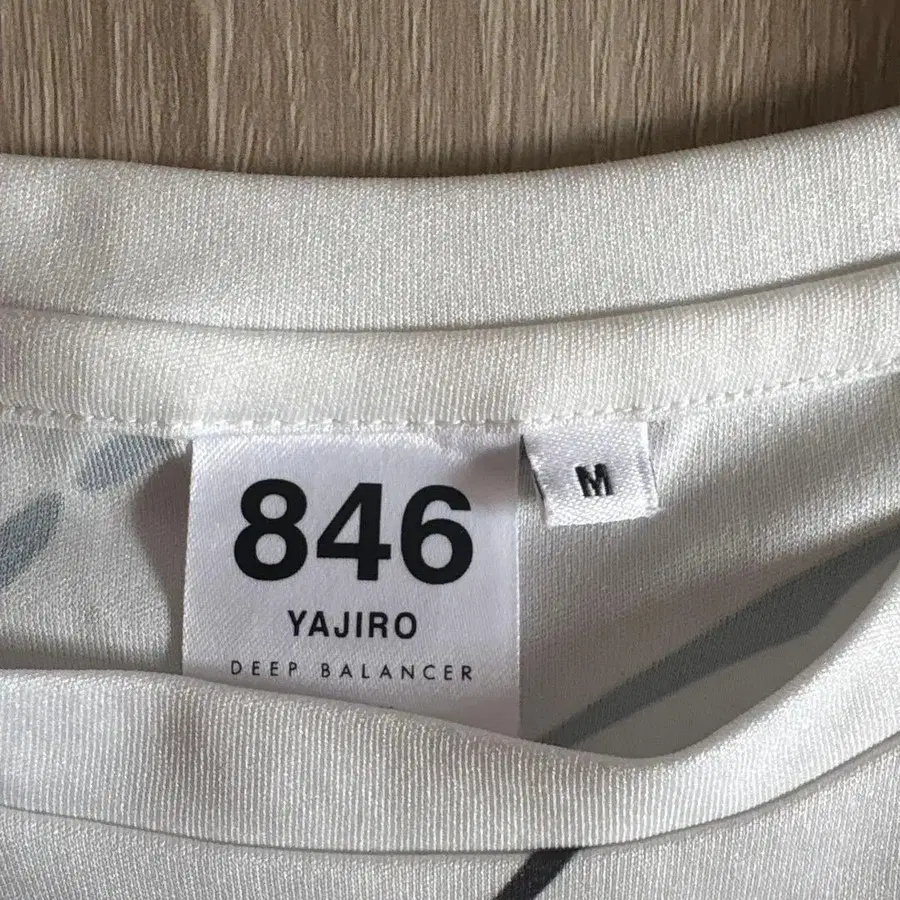 846
YAJIRO
DEEP BALANCER
M